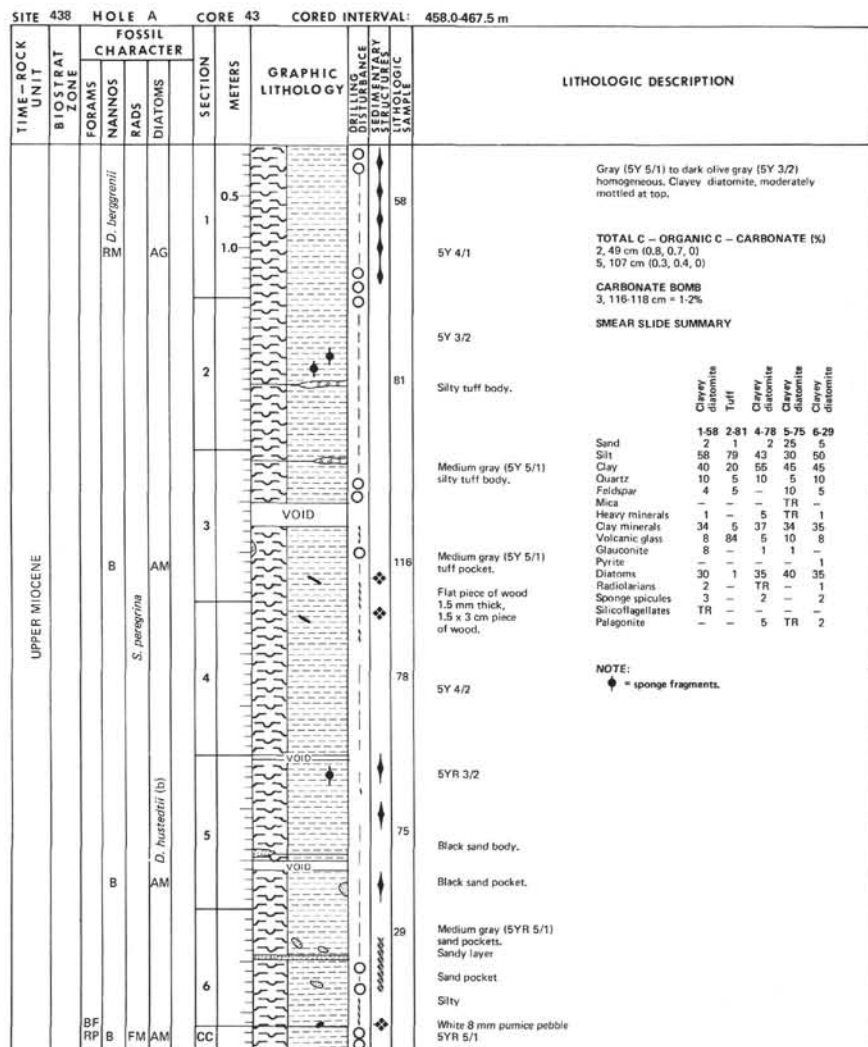 SITE 438 HOLE A CORE 43 CORED INTERVAL: 458.0-467.5 m
TIME–ROCK UNIT
BIOSTRAT ZONE
FOSSIL CHARACTER
FORAMS
NANNOS
RADS
DIATOMS
SECTION
METERS
GRAPHIC LITHOLOGY
DRILLING DISTURBANCE
SEDIMENTARY STRUCTURES
LITHOLOGIC SAMPLE
LITHOLOGIC DESCRIPTION
UPPER MIOCENE
D. berggrenii
RM AG
S. peregrina
B AM
D. hustedtii (b)
B AM
BF
RP B FM AM
1
0.5
1.0
2
3
4
5
6
CC
VOID
VOID
VOID
58
81
116
78
75
29
5Y 4/1
5Y 3/2
Silty tuff body.
Medium gray (5Y 5/1)
silty tuff body.
Medium gray (5Y 5/1)
tuff pocket.
Flat piece of wood
1.5 mm thick,
1.5 x 3 cm piece
of wood.
5Y 4/2
5YR 3/2
Black sand body.
Black sand pocket.
Medium gray (5YR 5/1)
sand pockets.
Sandy layer
Sand pocket
Silty
White 8 mm pumice pebble
5YR 5/1
Gray (5Y 5/1) to dark olive gray (5Y 3/2)
homogeneous. Clayey diatomite, moderately
mottled at top.
TOTAL C – ORGANIC C – CARBONATE (%)
2, 49 cm (0.8, 0.7, 0)
5, 107 cm (0.3, 0.4, 0)
CARBONATE BOMB
3, 116-118 cm = 1-2%
SMEAR SLIDE SUMMARY
Clayey diatomite
Tuff
Clayey diatomite
Clayey diatomite
Clayey diatomite
1-58 2-81 4-78 5-75 6-29
Sand 2 1 2 25 5
Silt 58 79 43 30 50
Clay 40 20 55 45 45
Quartz 10 5 10 5 10
Feldspar 4 5 – 10 5
Mica – – – TR –
Heavy minerals 1 – 5 TR 1
Clay minerals 34 5 37 34 35
Volcanic glass 8 84 5 10 8
Glauconite 8 – 1 1 –
Pyrite – – – – 1
Diatoms 30 1 35 40 35
Radiolarians 2 – TR – 1
Sponge spicules 3 – 2 – 2
Silicoflagellates TR – – – –
Palagonite – – 5 TR 2
NOTE:
= sponge fragments.